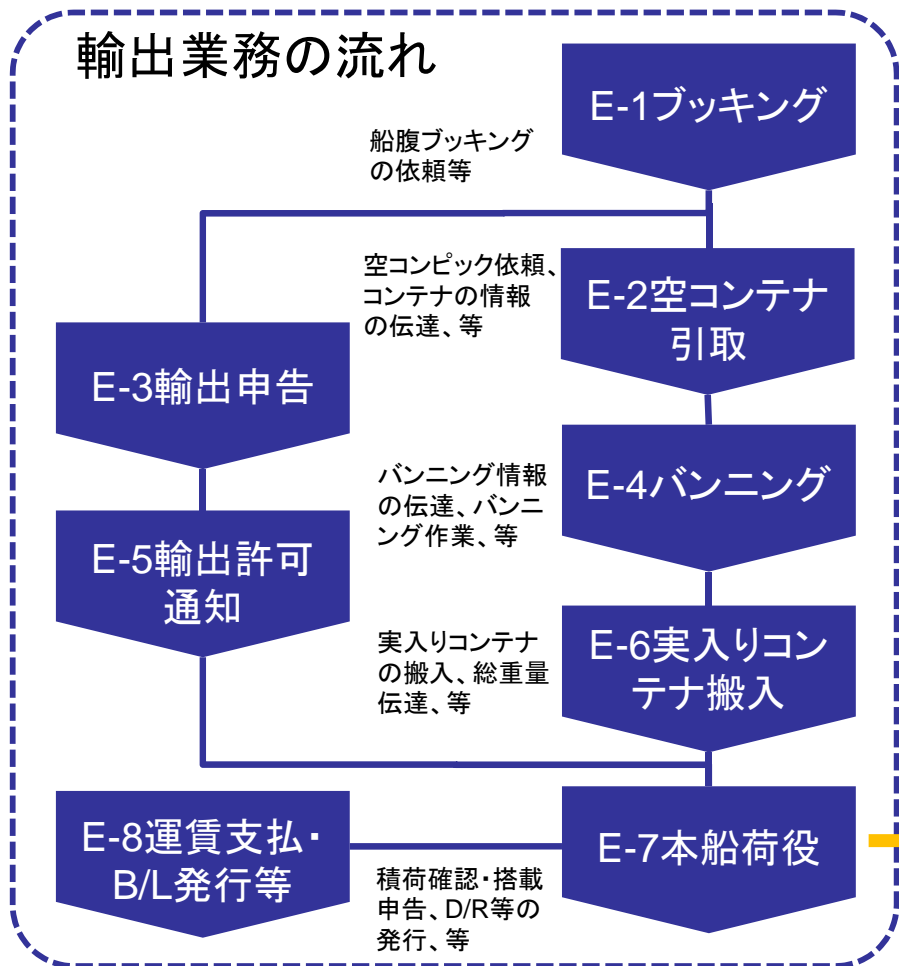 輸出業務の流れ
E-1ブッキング
船腹ブッキング
の依頼等
空コンピック依頼、
コンテナの情報
の伝達、等
E-2空コンテナ
引取
E-3輸出申告
バンニング情報
の伝達、バンニ
ング作業、等
E-4バンニング
E-5輸出許可
通知
実入りコンテナ
の搬入、総重量
伝達、等
E-6実入りコン
テナ搬入
E-8運賃支払・
B/L発行等
積荷確認・搭載
申告、D/R等の
発行、等
E-7本船荷役